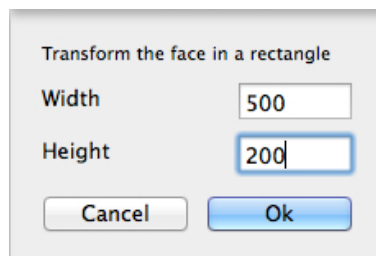 Transform the face in a rectangle
Width 500
Height 200
Cancel Ok